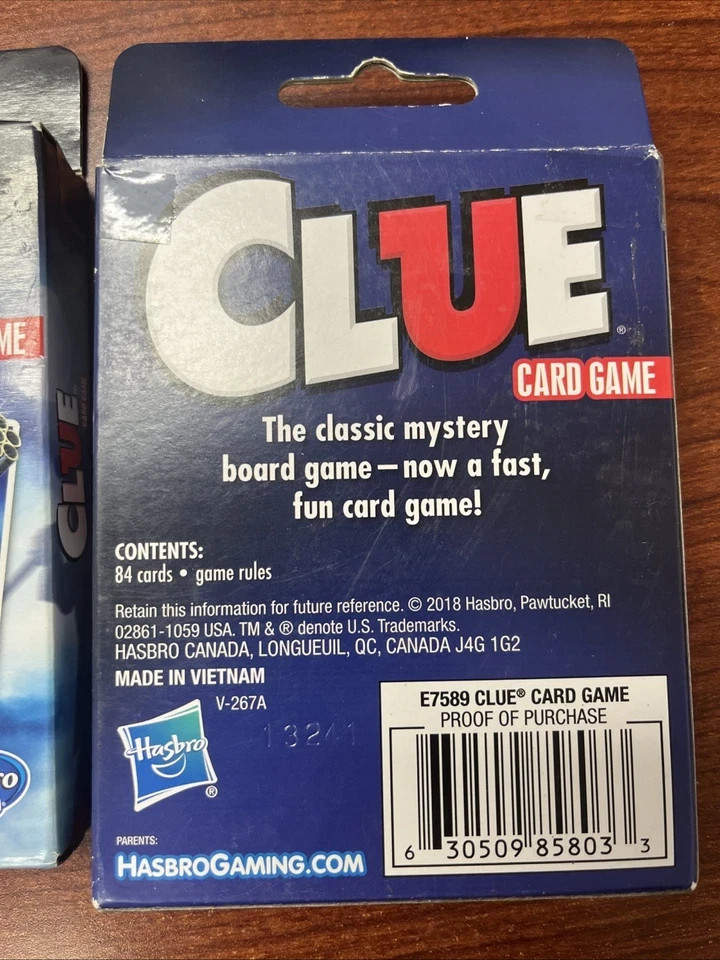 CLUE ®
CARD GAME
The classic mystery
board game — now a fast,
fun card game!
CONTENTS:
84 cards • game rules
Retain this information for future reference. © 2018 Hasbro, Pawtucket, RI
02861-1059 USA. TM & ® denote U.S. Trademarks.
HASBRO CANADA, LONGUEUIL, QC, CANADA J4G 1G2
MADE IN VIETNAM
V-267A
13241
Hasbro ®
E7589 CLUE® CARD GAME
PROOF OF PURCHASE
6 30509 85803 3
PARENTS:
HASBROGAMING.COM
ME
CLUE
CARD GAME
ro